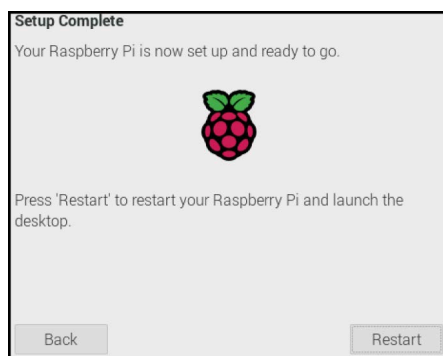 Setup Complete
Your Raspberry Pi is now set up and ready to go.
Press 'Restart' to restart your Raspberry Pi and launch the
desktop.
Back
Restart